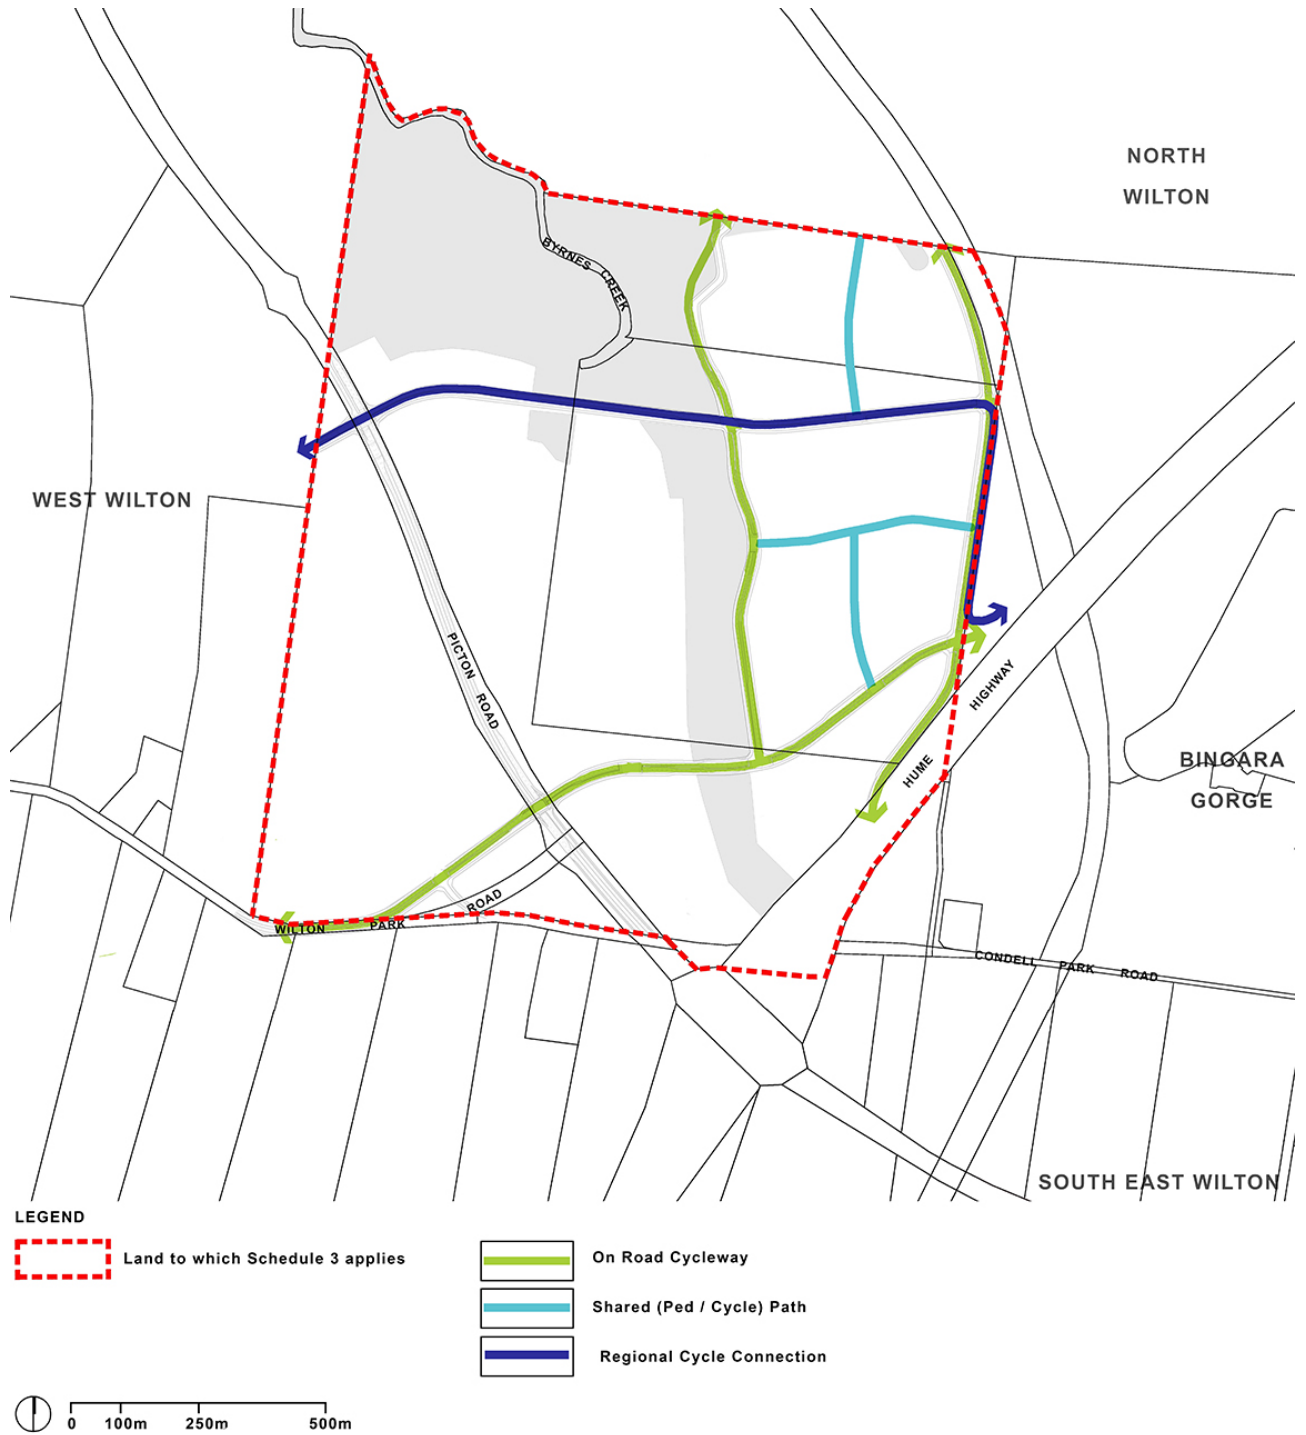 NORTH
WILTON
BYRNES CREEK
WEST WILTON
PICTON ROAD
HUME HIGHWAY
BINGARA
GORGE
WILTON PARK ROAD
CONDELL PARK ROAD
SOUTH EAST WILTON
LEGEND
Land to which Schedule 3 applies
On Road Cycleway
Shared (Ped / Cycle) Path
Regional Cycle Connection
0 100m 250m 500m